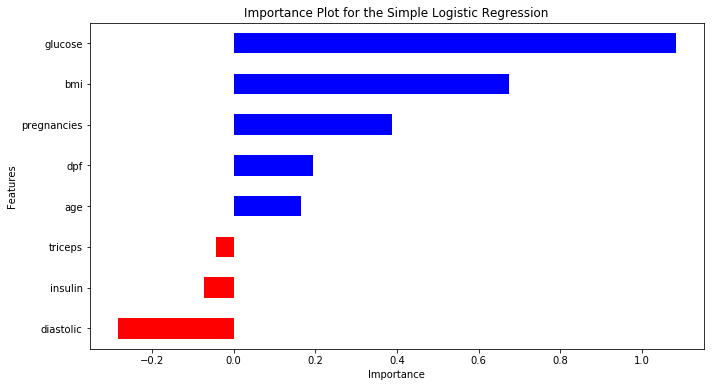 Importance Plot for the Simple Logistic Regression
glucose
bmi
pregnancies
dpf
age
triceps
insulin
diastolic
Features
−0.2 0.0 0.2 0.4 0.6 0.8 1.0
Importance